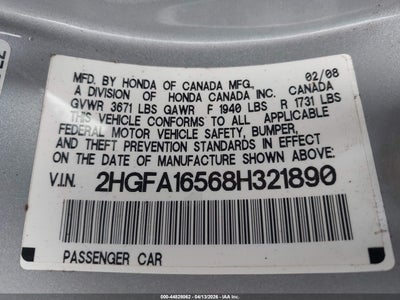 MFD. BY HONDA OF CANADA MFG. 02/08
A DIVISION OF HONDA CANADA INC. CANADA
GVWR 3671 LBS GAWR F 1940 LBS R 1731 LBS
THIS VEHICLE CONFORMS TO ALL APPLICABLE
FEDERAL MOTOR VEHICLE SAFETY, BUMPER,
AND THEFT PREVENTION STANDARDS IN EFFECT
ON THE DATE OF MANUFACTURE SHOWN ABOVE.
V.I.N. 2HGFA16568H321890
PASSENGER CAR
000-44828062 - 04/13/2026 - IAA, Inc.